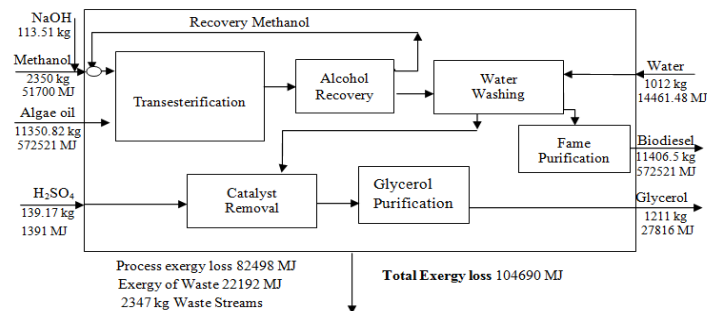 NaOH
113.51 kg
Recovery Methanol
Methanol
2350 kg
51700 MJ
Algae oil
11350.82 kg
572521 MJ
Transesterification
Alcohol
Recovery
Water
Washing
Water
1012 kg
14461.48 MJ
Fame
Purification
Biodiesel
11406.5 kg
572521 MJ
H₂SO₄
139.17 kg
1391 MJ
Catalyst
Removal
Glycerol
Purification
Glycerol
1211 kg
27816 MJ
Process exergy loss 82498 MJ
Exergy of Waste 22192 MJ
2347 kg Waste Streams
Total Exergy loss 104690 MJ